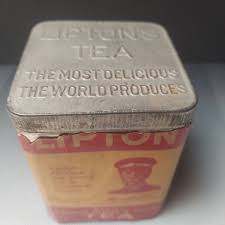 LIPTON'S
TEA
THE MOST DELICIOUS
THE WORLD PRODUCES
LIPTON
TEA